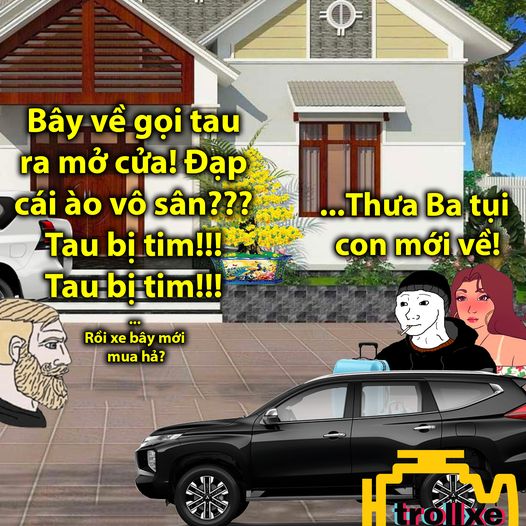 Bây về gọi tau
ra mở cửa! Đạp
cái ào vô sân???
Tau bị tim!!!
Tau bị tim!!!
...
Rồi xe bây mới
mua hả?
...Thưa Ba tụi
con mới về!
trollxe